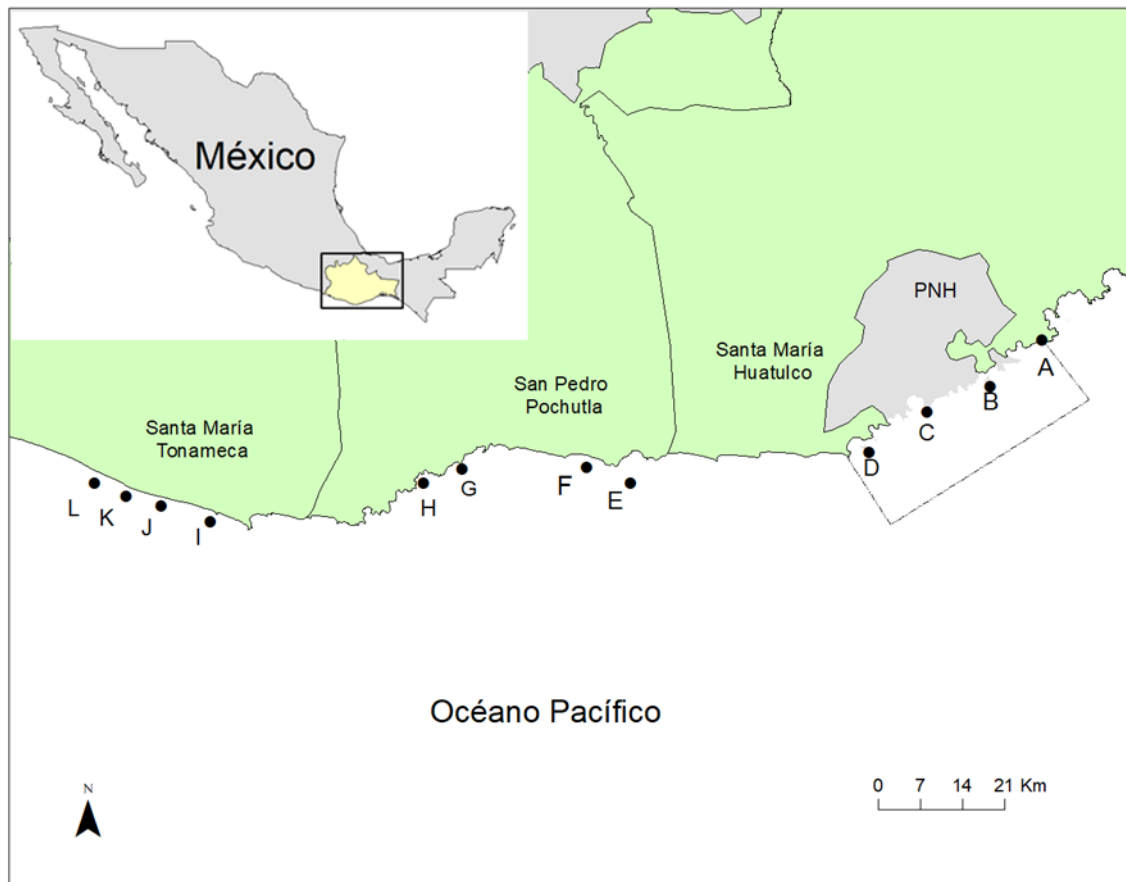 México
PNH
Santa María
Huatulco
San Pedro
Pochutla
Santa María
Tonameca
A
B
C
D
E
F
G
H
I
J
K
L
Océano Pacífico
N
0 7 14 21 Km